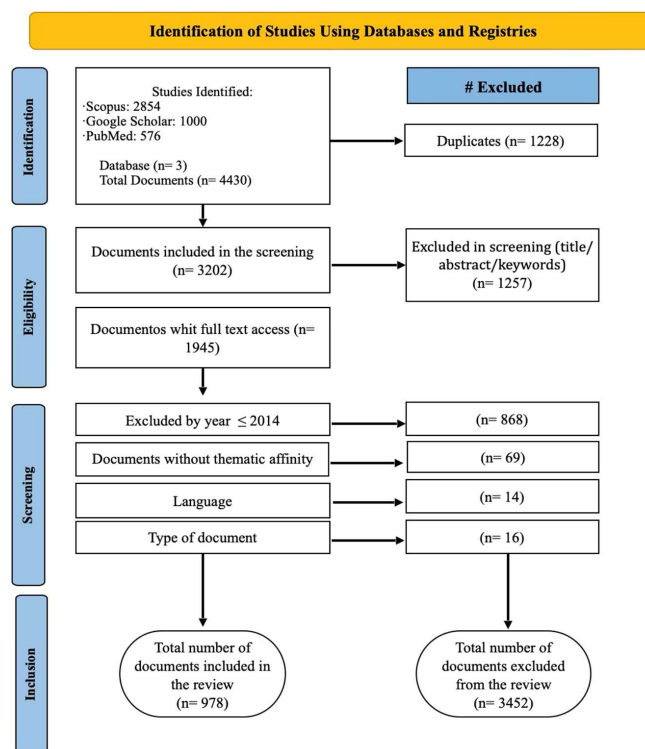 Identification of Studies Using Databases and Registries
Identification
Studies Identified:
·Scopus: 2854
·Google Scholar: 1000
·PubMed: 576
Database (n= 3)
Total Documents (n= 4430)
# Excluded
Duplicates (n= 1228)
Eligibility
Documents included in the screening
(n= 3202)
Excluded in screening (title/
abstract/keywords)
(n= 1257)
Documentos whit full text access (n=
1945)
Screening
Excluded by year ≤ 2014
(n= 868)
Documents without thematic affinity
(n= 69)
Language
(n= 14)
Type of document
(n= 16)
Inclusion
Total number of
documents included in
the review
(n= 978)
Total number of
documents excluded
from the review
(n= 3452)